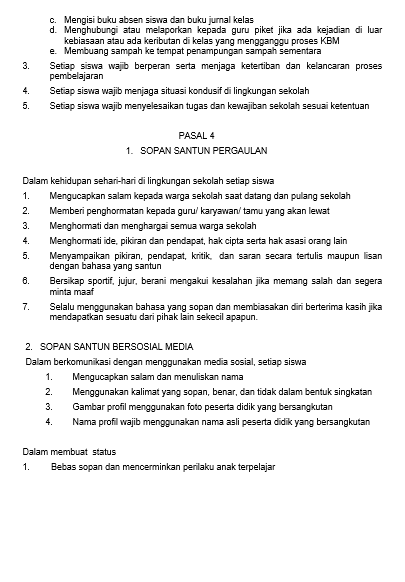 c. Mengisi buku absen siswa dan buku jurnal kelas
d. Menghubungi atau melaporkan kepada guru piket jika ada kejadian di luar
kebiasaan atau ada keributan di kelas yang mengganggu proses KBM
e. Membuang sampah ke tempat penampungan sampah sementara
3. Setiap siswa wajib berperan serta menjaga ketertiban dan kelancaran proses
pembelajaran
4. Setiap siswa wajib menjaga situasi kondusif di lingkungan sekolah
5. Setiap siswa wajib menyelesaikan tugas dan kewajiban sekolah sesuai ketentuan
PASAL 4
1. SOPAN SANTUN PERGAULAN
Dalam kehidupan sehari-hari di lingkungan sekolah setiap siswa
1. Mengucapkan salam kepada warga sekolah saat datang dan pulang sekolah
2. Memberi penghormatan kepada guru/ karyawan/ tamu yang akan lewat
3. Menghormati dan menghargai semua warga sekolah
4. Menghormati ide, pikiran dan pendapat, hak cipta serta hak asasi orang lain
5. Menyampaikan pikiran, pendapat, kritik, dan saran secara tertulis maupun lisan
dengan bahasa yang santun
6. Bersikap sportif, jujur, berani mengakui kesalahan jika memang salah dan segera
minta maaf
7. Selalu menggunakan bahasa yang sopan dan membiasakan diri berterima kasih jika
mendapatkan sesuatu dari pihak lain sekecil apapun.
2. SOPAN SANTUN BERSOSIAL MEDIA
Dalam berkomunikasi dengan menggunakan media sosial, setiap siswa
1. Mengucapkan salam dan menuliskan nama
2. Menggunakan kalimat yang sopan, benar, dan tidak dalam bentuk singkatan
3. Gambar profil menggunakan foto peserta didik yang bersangkutan
4. Nama profil wajib menggunakan nama asli peserta didik yang bersangkutan
Dalam membuat status
1. Bebas sopan dan mencerminkan perilaku anak terpelajar